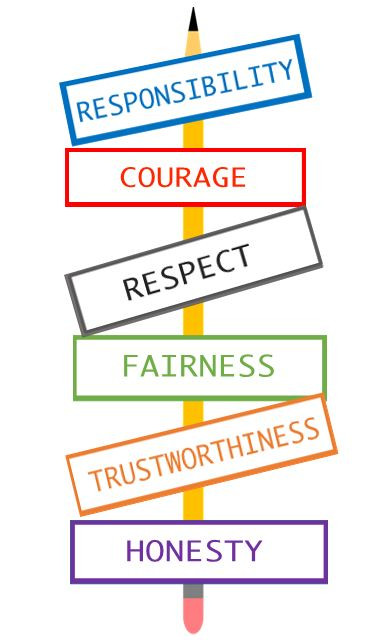 RESPONSIBILITY
COURAGE
RESPECT
FAIRNESS
TRUSTWORTHINESS
HONESTY